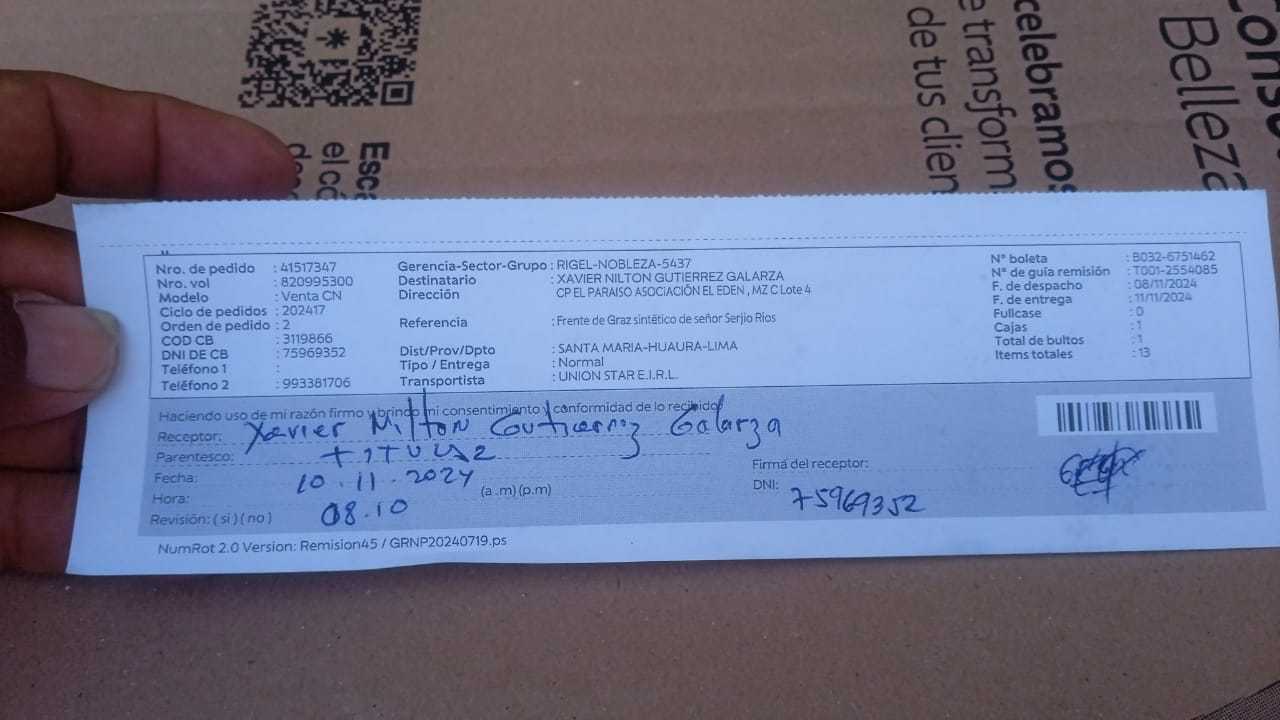 Esca
el có
celebramos
e transform
de tus clien
Consu
Belleza
Nro. de pedido : 41517347
Nro. vol : 820995300
Modelo : Venta CN
Ciclo de pedidos : 202417
Orden de pedido : 2
COD CB : 3119866
DNI DE CB : 75969352
Teléfono 1 :
Teléfono 2 : 993381706
Gerencia-Sector-Grupo : RIGEL-NOBLEZA-5437
Destinatario : XAVIER NILTON GUTIERREZ GALARZA
Dirección CP EL PARAISO ASOCIACIÓN EL EDEN , MZ C Lote 4
Referencia : Frente de Graz sintético de señor Serjio Rios
Dist/Prov/Dpto : SANTA MARIA-HUAURA-LIMA
Tipo / Entrega : Normal
Transportista : UNION STAR E.I.R.L.
N° boleta : B032-6751462
N° de guía remisión : T001-2554085
F. de despacho : 08/11/2024
F. de entrega : 11/11/2024
Fullcase : 0
Cajas : 1
Total de bultos : 1
Items totales : 13
Haciendo uso de mi razón firmo y brindo mi consentimiento y conformidad de lo recibido
Receptor: Xavier Milton Gutierrez Galarza
Parentesco:
Fecha: 10.11.2024
Hora: 08.10 (a .m) (p.m)
Revisión: ( si ) ( no )
Firma del receptor:
DNI: 75969352
NumRot 2.0 Version: Remision45 / GRNP20240719.ps